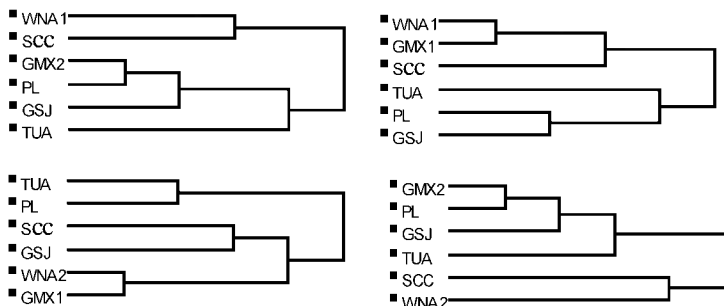 WNA1
SCC
GMX2
PL
GSJ
TUA
WNA1
GMX1
SCC
TUA
PL
GSJ
TUA
PL
SCC
GSJ
WNA2
GMX1
GMX2
PL
GSJ
TUA
SCC
WNA2